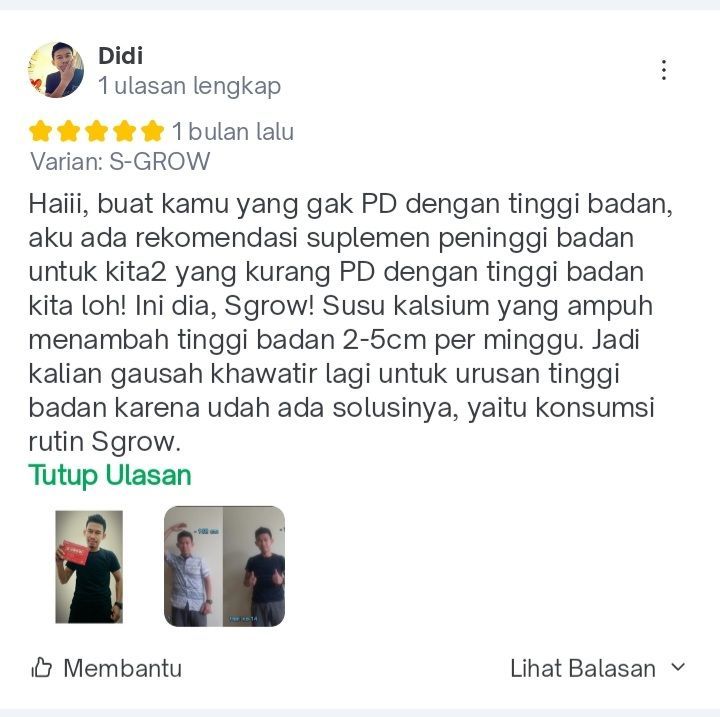 Didi
1 ulasan lengkap
1 bulan lalu
Varian: S-GROW
Haiii, buat kamu yang gak PD dengan tinggi badan,
aku ada rekomendasi suplemen peninggi badan
untuk kita2 yang kurang PD dengan tinggi badan
kita loh! Ini dia, Sgrow! Susu kalsium yang ampuh
menambah tinggi badan 2-5cm per minggu. Jadi
kalian gausah khawatir lagi untuk urusan tinggi
badan karena udah ada solusinya, yaitu konsumsi
rutin Sgrow.
Tutup Ulasan
Membantu
Lihat Balasan